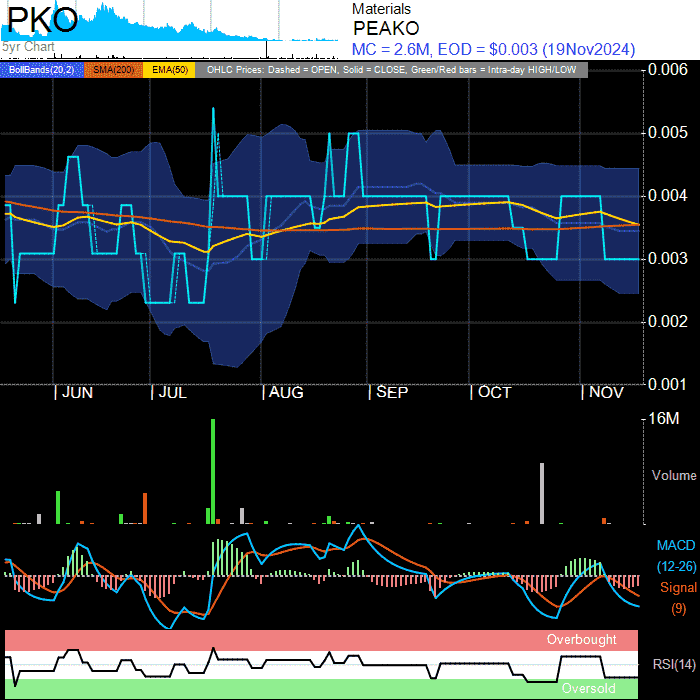 PKO
5yr Chart
Materials
PEAKO
MC = 2.6M, EOD = $0.003 (19Nov2024)
BollBands(20,2) SMA(200) EMA(50) OHLC Prices: Dashed = OPEN, Solid = CLOSE, Green/Red bars = Intra-day HIGH/LOW
0.006
0.005
0.004
0.003
0.002
0.001
JUN JUL AUG SEP OCT NOV
16M
Volume
MACD
(12-26)
Signal
(9)
Overbought
RSI(14)
Oversold